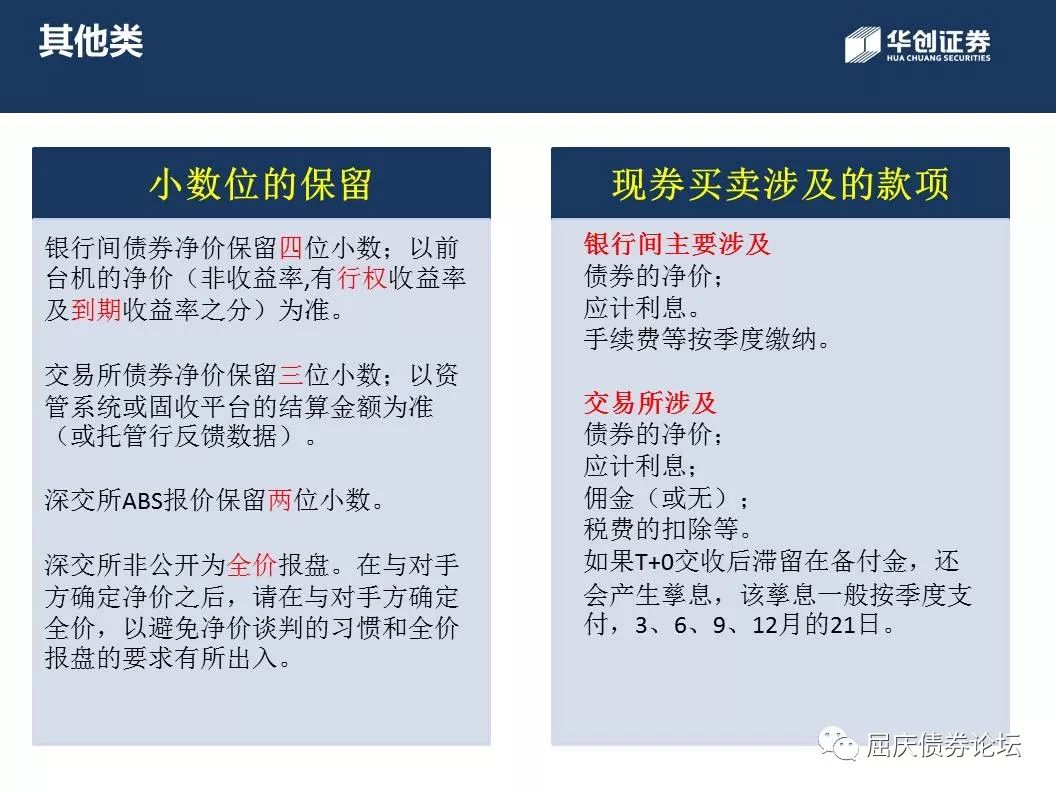 其他类
华创证券
HUA CHUANG SECURITIES
小数位的保留
银行间债券净价保留四位小数；以前
台机的净价（非收益率,有行权收益率
及到期收益率之分）为准。
交易所债券净价保留三位小数；以资
管系统或固收平台的结算金额为准
（或托管行反馈数据）。
深交所ABS报价保留两位小数。
深交所非公开为全价报盘。在与对手
方确定净价之后，请在与对手方确定
全价，以避免净价谈判的习惯和全价
报盘的要求有所出入。
现券买卖涉及的款项
银行间主要涉及
债券的净价；
应计利息。
手续费等按季度缴纳。
交易所涉及
债券的净价；
应计利息；
佣金（或无）；
税费的扣除等。
如果T+0交收后滞留在备付金，还
会产生孳息，该孳息一般按季度支
付，3、6、9、12月的21日。
屈庆债券论坛